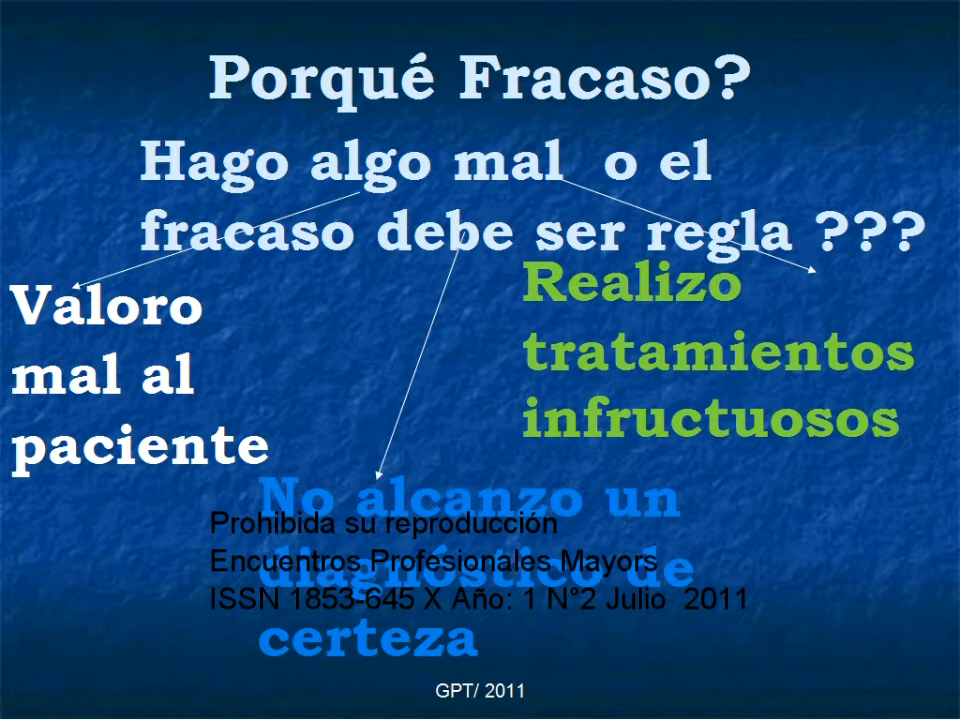 Porqué Fracaso?
Hago algo mal  o el
fracaso debe ser regla ???
Valoro
mal al
paciente
Realizo
tratamientos
infructuosos
No alcanzo un
diagnóstico de
certeza
Prohibida su reproducción
Encuentros Profesionales Mayors
ISSN 1853-645 X Año: 1 N°2 Julio  2011
GPT/ 2011